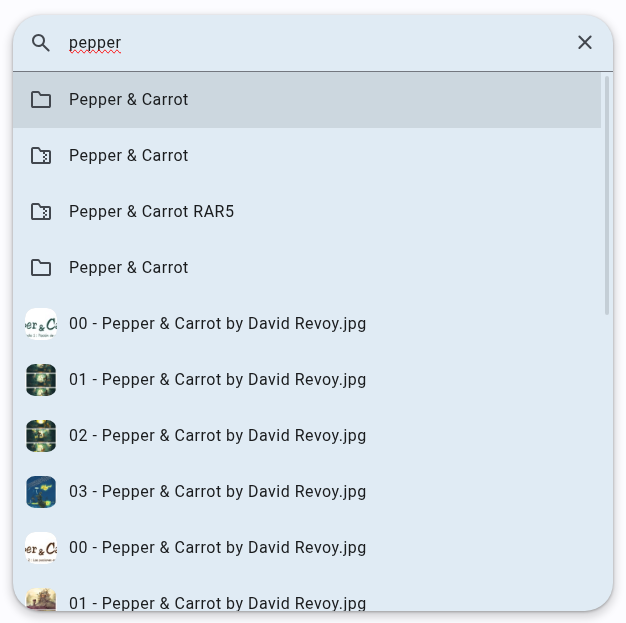 pepper
Pepper & Carrot
Pepper & Carrot
Pepper & Carrot RAR5
Pepper & Carrot
00 - Pepper & Carrot by David Revoy.jpg
01 - Pepper & Carrot by David Revoy.jpg
02 - Pepper & Carrot by David Revoy.jpg
03 - Pepper & Carrot by David Revoy.jpg
00 - Pepper & Carrot by David Revoy.jpg
01 - Pepper & Carrot by David Revoy.jpg